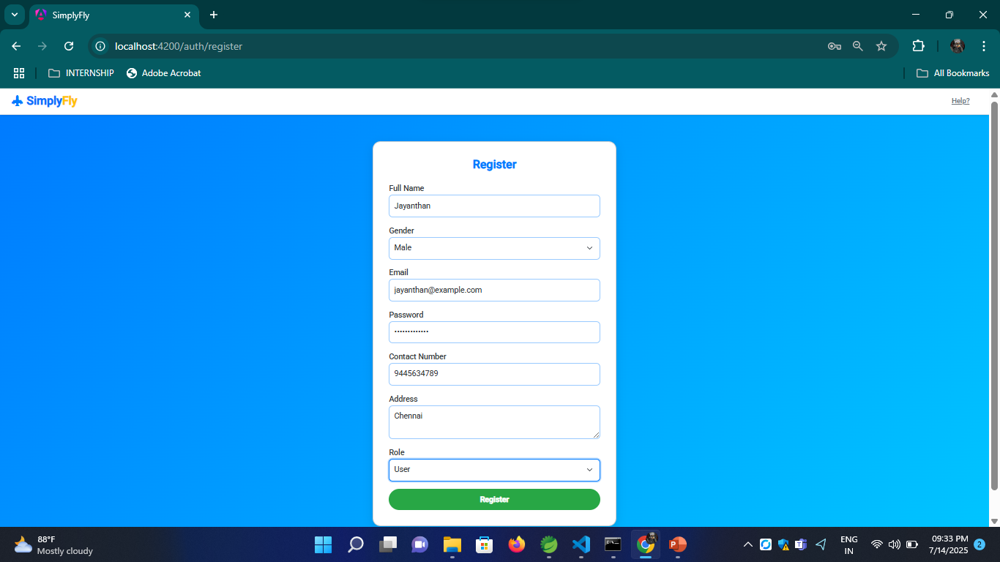 SimplyFly
localhost:4200/auth/register
INTERNSHIP
Adobe Acrobat
All Bookmarks
SimplyFly
Help?
Register
Full Name
Jayanthan
Gender
Male
Email
jayanthan@example.com
Password
•••••••••••••
Contact Number
9445634789
Address
Chennai
Role
User
Register
88°F
Mostly cloudy
ENG
IN
09:33 PM
7/14/2025
2